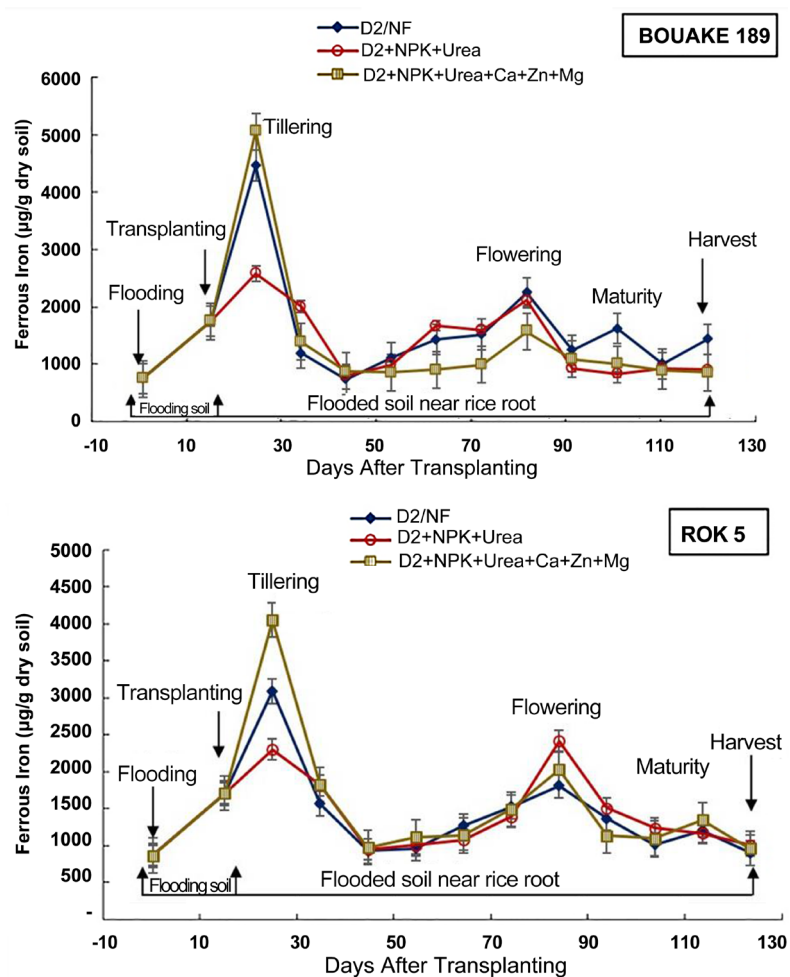 D2/NF
D2+NPK+Urea
D2+NPK+Urea+Ca+Zn+Mg
BOUAKE 189
Ferrous Iron (µg/g dry soil)
6000
5000
4000
3000
2000
1000
0
Tillering
Transplanting
Flooding
Flowering
Maturity
Harvest
Flooding soil
Flooded soil near rice root
-10 10 30 50 70 90 110 130
Days After Transplanting
D2/NF
D2+NPK+Urea
D2+NPK+Urea+Ca+Zn+Mg
ROK 5
Ferrous Iron (µg/g dry soil)
5000
4500
4000
3500
3000
2500
2000
1500
1000
500
-
Tillering
Transplanting
Flooding
Flowering
Maturity
Harvest
Flooding soil
Flooded soil near rice root
-10 10 30 50 70 90 110 130
Days After Transplanting